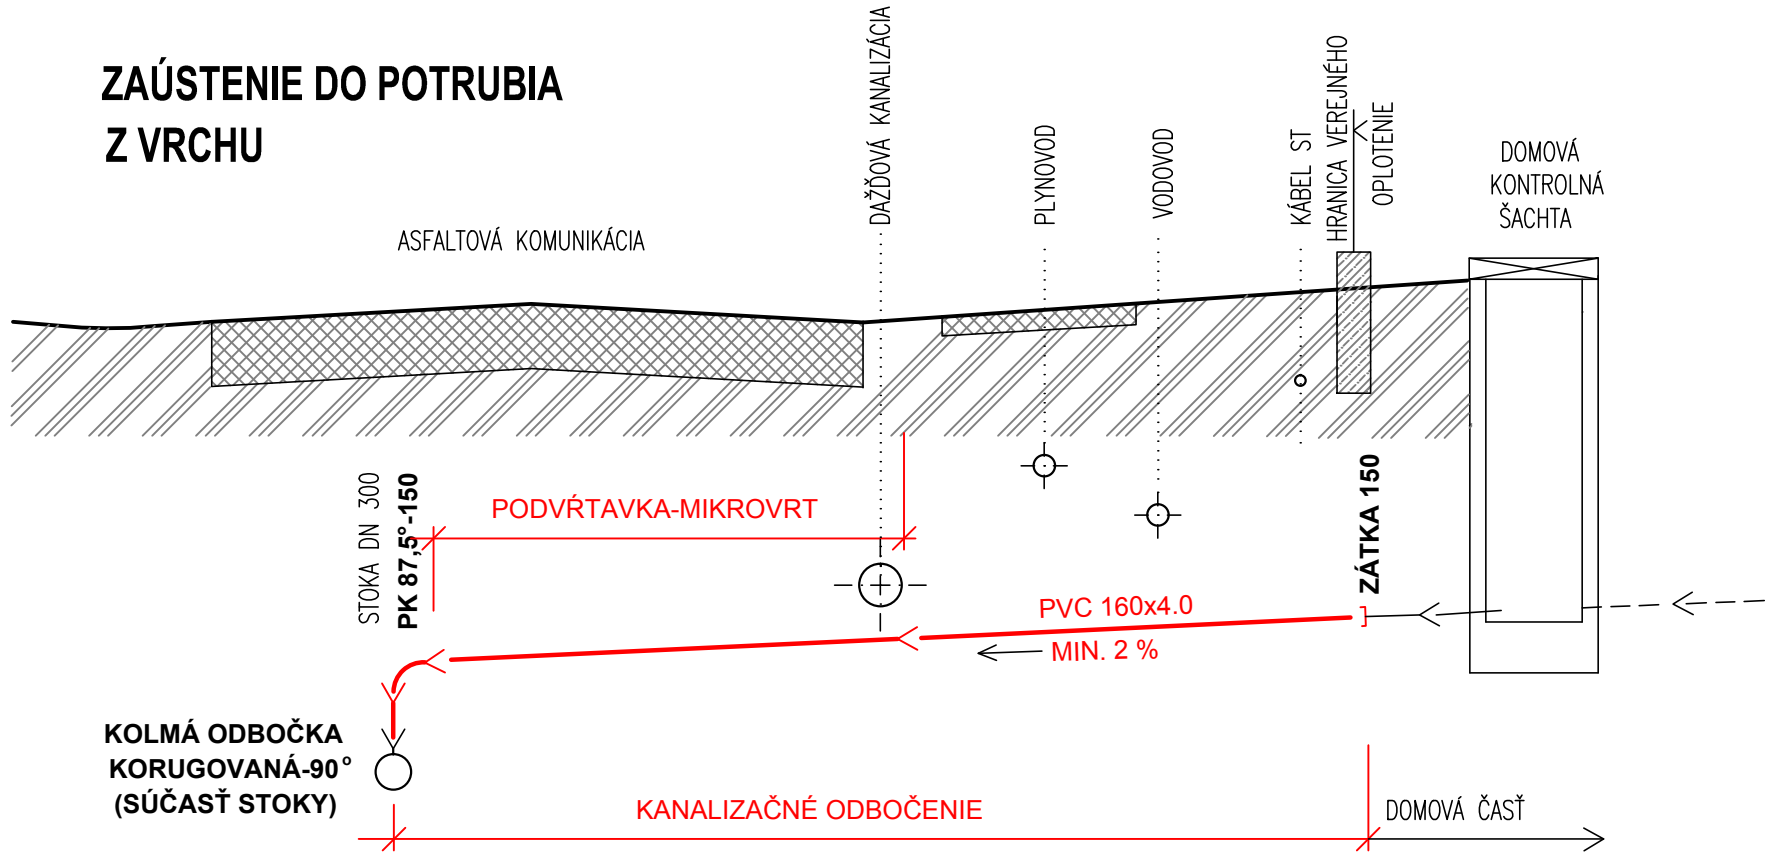 ZAÚSTENIE DO POTRUBIA
Z VRCHU
ASFALTOVÁ KOMUNIKÁCIA
DAŽĎOVÁ KANALIZÁCIA
PLYNOVOD
VODOVOD
KÁBEL ST
HRANICA VEREJNÉHO
OPLOTENIE
DOMOVÁ
KONTROLNÁ
ŠACHTA
STOKA DN 300
PK 87,5°-150
PODVŔTAVKA-MIKROVRT
ZÁTKA 150
PVC 160x4.0
MIN. 2 %
KOLMÁ ODBOČKA
KORUGOVANÁ-90°
(SÚČASŤ STOKY)
KANALIZAČNÉ ODBOČENIE
DOMOVÁ ČASŤ